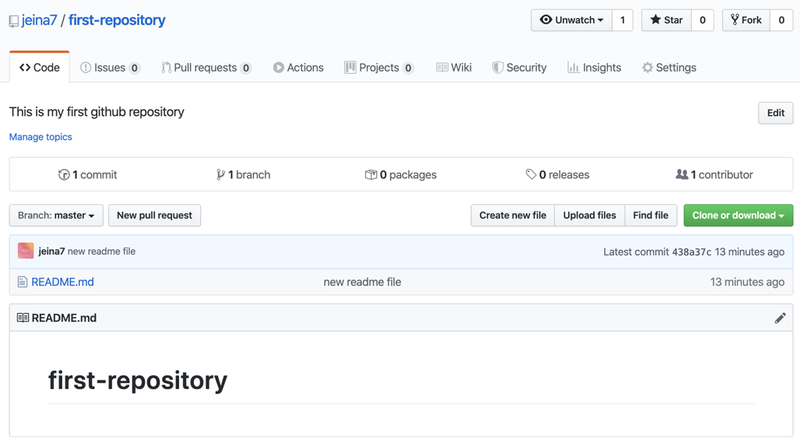 jeina7 / first-repository Unwatch 1 Star 0 Fork 0
Code Issues 0 Pull requests 0 Actions Projects 0 Wiki Security Insights Settings
This is my first github repository Edit
Manage topics
1 commit 1 branch 0 packages 0 releases 1 contributor
Branch: master New pull request Create new file Upload files Find file Clone or download
jeina7 new readme file Latest commit 438a37c 13 minutes ago
README.md new readme file 13 minutes ago
README.md
first-repository